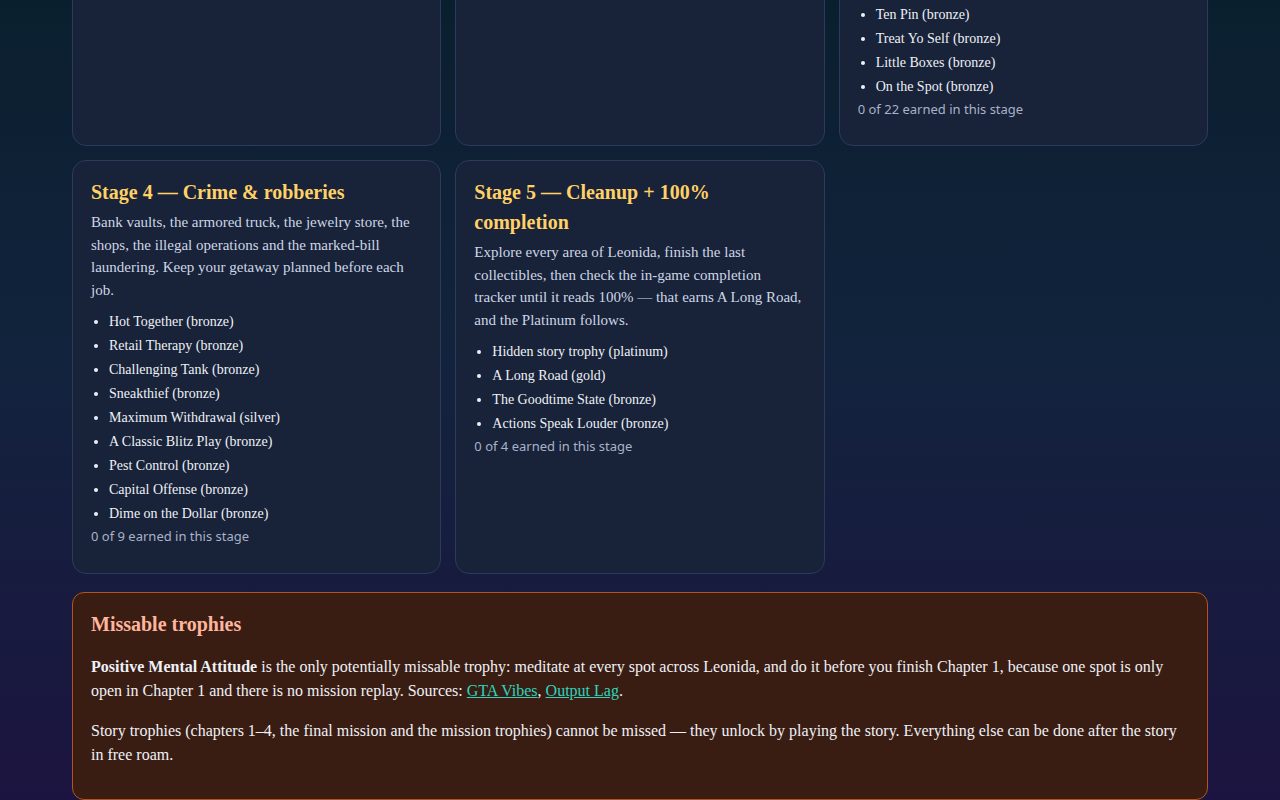 Ten Pin (bronze)
Treat Yo Self (bronze)
Little Boxes (bronze)
On the Spot (bronze)
0 of 22 earned in this stage
Stage 4 — Crime & robberies
Bank vaults, the armored truck, the jewelry store, the
shops, the illegal operations and the marked-bill
laundering. Keep your getaway planned before each
job.
Hot Together (bronze)
Retail Therapy (bronze)
Challenging Tank (bronze)
Sneakthief (bronze)
Maximum Withdrawal (silver)
A Classic Blitz Play (bronze)
Pest Control (bronze)
Capital Offense (bronze)
Dime on the Dollar (bronze)
0 of 9 earned in this stage
Stage 5 — Cleanup + 100%
completion
Explore every area of Leonida, finish the last
collectibles, then check the in-game completion
tracker until it reads 100% — that earns A Long Road,
and the Platinum follows.
Hidden story trophy (platinum)
A Long Road (gold)
The Goodtime State (bronze)
Actions Speak Louder (bronze)
0 of 4 earned in this stage
Missable trophies
Positive Mental Attitude is the only potentially missable trophy: meditate at every spot across Leonida, and do it before you finish Chapter 1, because one spot is only
open in Chapter 1 and there is no mission replay. Sources: GTA Vibes, Output Lag.
Story trophies (chapters 1–4, the final mission and the mission trophies) cannot be missed — they unlock by playing the story. Everything else can be done after the story
in free roam.